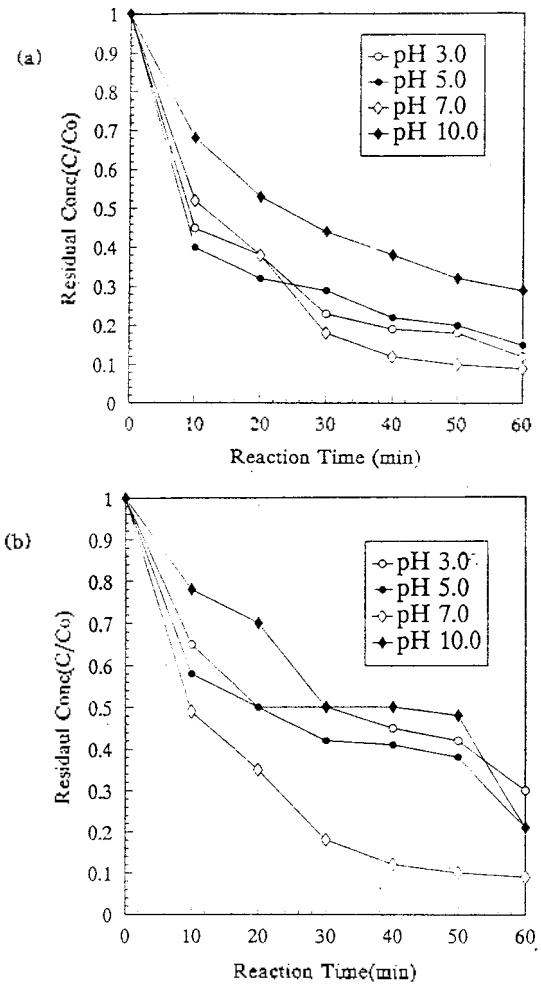 (a)
Residual Conc(C/Co)
1
0.9
0.8
0.7
0.6
0.5
0.4
0.3
0.2
0.1
0
0 10 20 30 40 50 60
Reaction Time (min)
pH 3.0
pH 5.0
pH 7.0
pH 10.0
(b)
Residaul Conc(C/Co)
1
0.9
0.8
0.7
0.6
0.5
0.4
0.3
0.2
0.1
0
0 10 20 30 40 50 60
Reaction Time(min)
pH 3.0
pH 5.0
pH 7.0
pH 10.0